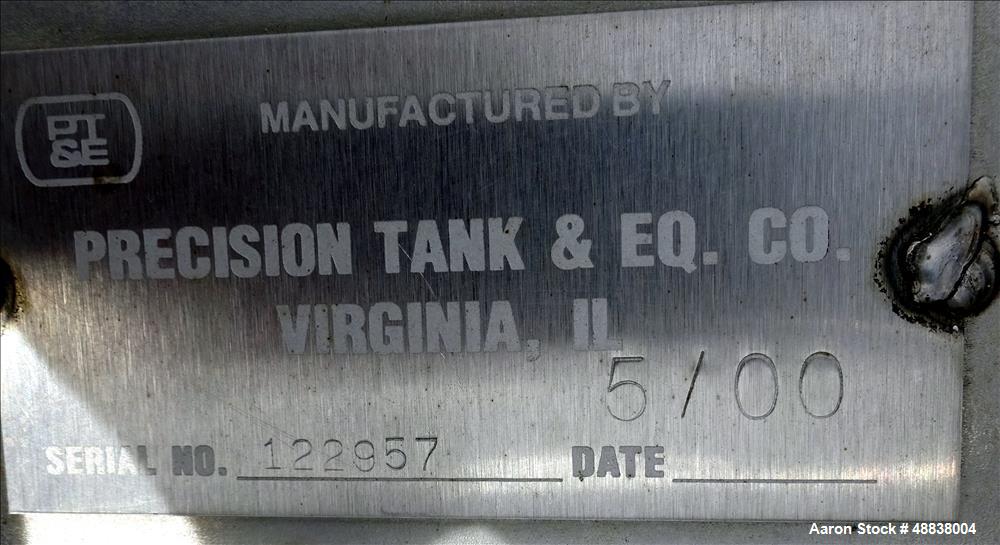 PT
&E
MANUFACTURED BY
PRECISION TANK & EQ. CO.
VIRGINIA, IL
5/00
SERIAL NO. 122957 DATE
Aaron Stock # 48838004